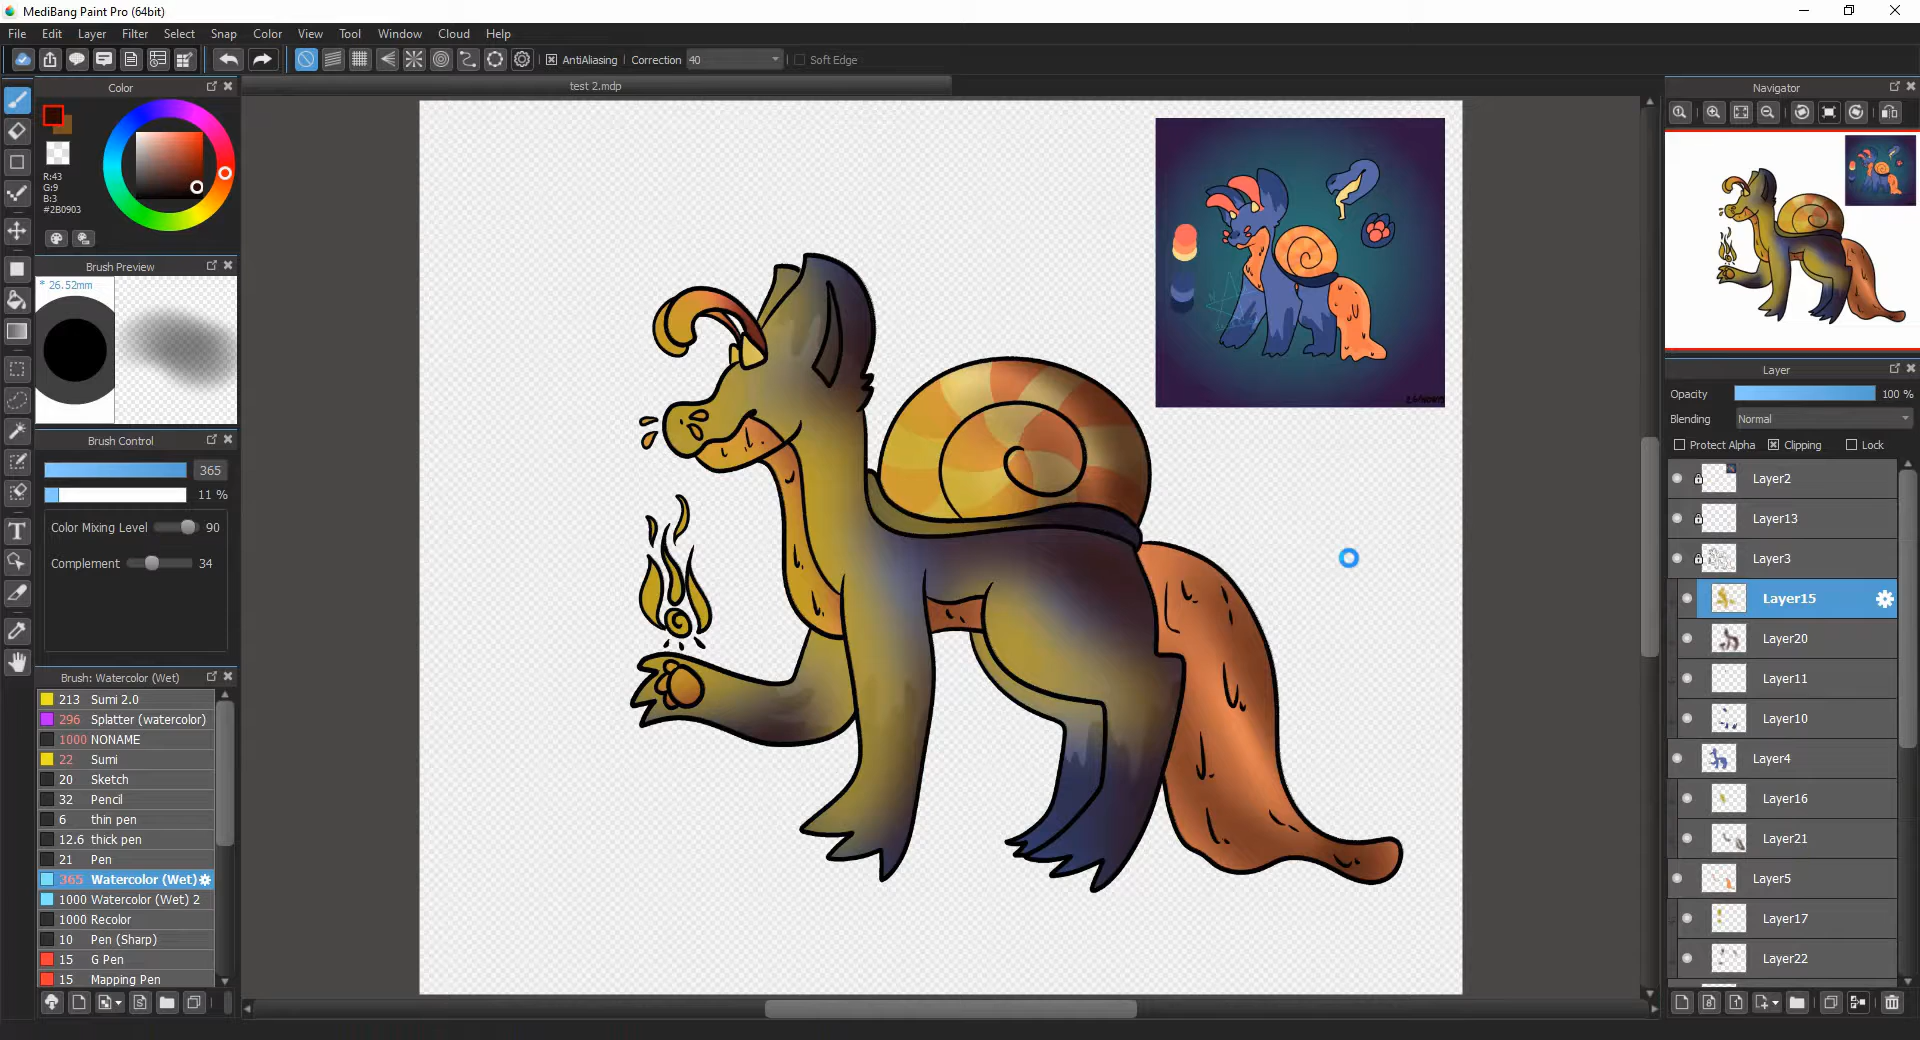 MediBang Paint Pro (64bit)
File Edit Layer Filter Select Snap Color View Tool Window Cloud Help
AntiAliasing Correction 40 Soft Edge
test 2.mdp
Color
R:43
G:9
B:3
#2B0903
Brush Preview
* 26.52mm
Brush Control
365
11 %
Color Mixing Level 90
Complement 34
Brush: Watercolor (Wet)
213 Sumi 2.0
296 Splatter (watercolor)
1000 NONAME
22 Sumi
20 Sketch
32 Pencil
6 thin pen
12.6 thick pen
21 Pen
365 Watercolor (Wet)
1000 Watercolor (Wet) 2
1000 Recolor
10 Pen (Sharp)
15 G Pen
15 Mapping Pen
Navigator
Layer
Opacity 100 %
Blending Normal
Protect Alpha Clipping Lock
Layer2
Layer13
Layer3
Layer15
Layer20
Layer11
Layer10
Layer4
Layer16
Layer21
Layer5
Layer17
Layer22